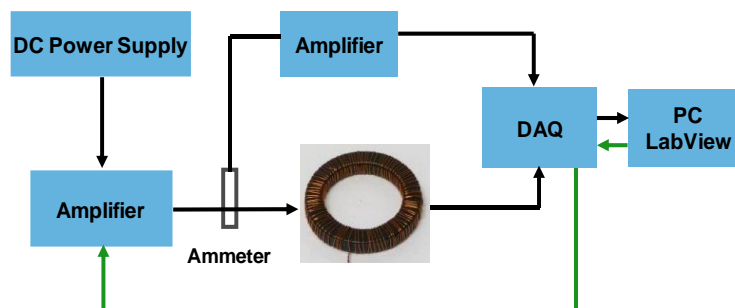 DC Power Supply
Amplifier
DAQ
PC
LabView
Amplifier
Ammeter